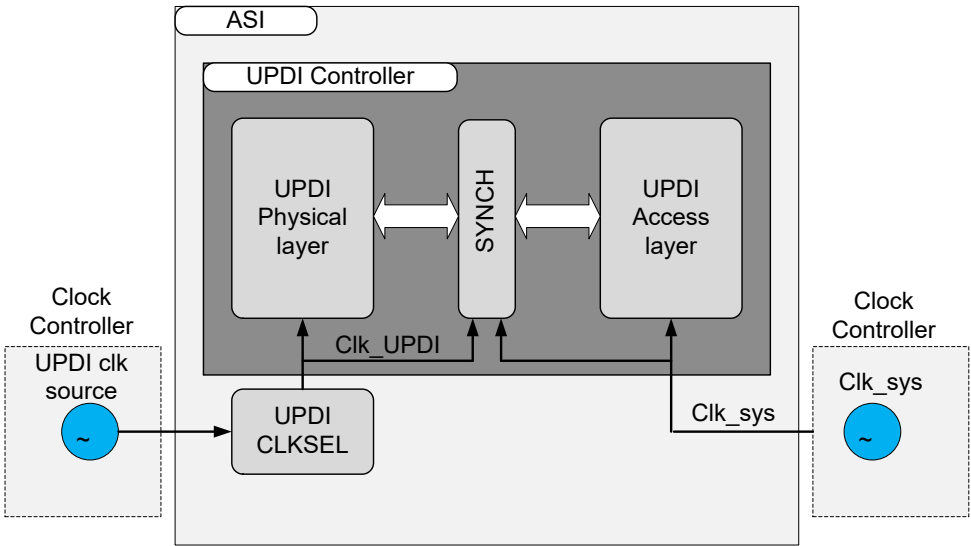 ASI
UPDI Controller
UPDI
Physical
layer
SYNCH
UPDI
Access
layer
Clock
Controller
UPDI clk
source
~
Clk_UPDI
UPDI
CLKSEL
Clk_sys
Clock
Controller
Clk_sys
~